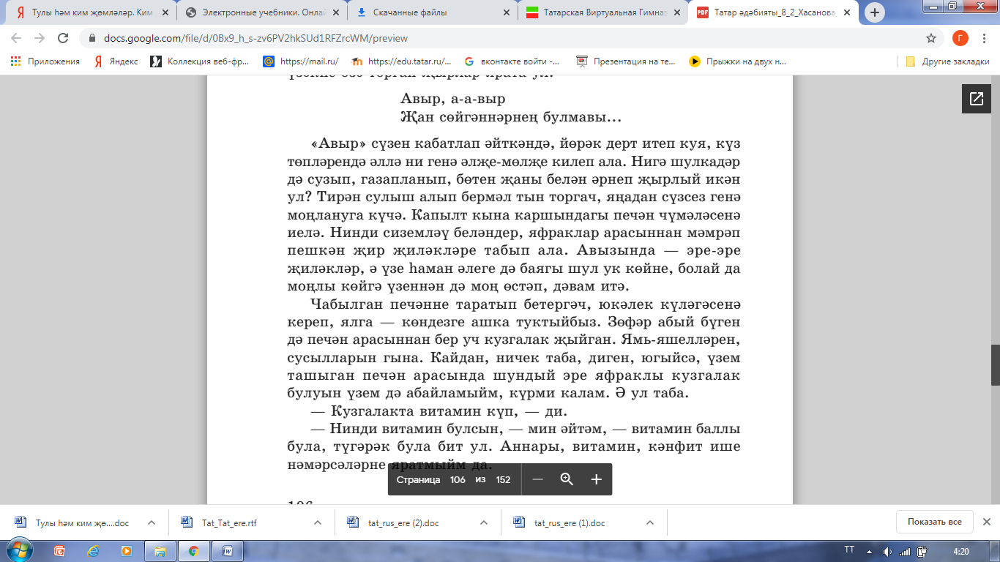 Тулы һәм ким җөмләләр. Ким
Электронные учебники. Онлай
Скачанные файлы
Татарская Виртуальная Гимназ
Татар әдәбияты_8_2_Хасанова
docs.google.com/file/d/0Bx9_h_s-zv6PV2hkSUd1RFZrcWM/preview
Г
Приложения
Яндекс
Коллекция веб-фр...
https://mail.ru/
https://edu.tatar.ru/...
вконтакте войти -...
Презентация на те...
Прыжки на двух н...
Другие закладки
Авыр, а-а-выр
Җан сөйгәннәрнең булмавы...
«Авыр» сүзен кабатлап әйткәндә, йөрәк дерт итеп куя, күз
төпләрендә әллә ни генә әлҗе-мөлҗе килеп ала. Нигә шулкадәр
дә сузып, газапланып, бөтен җаны белән әрнеп җырлый икән
ул? Тирән сулыш алып бермәл тын торгач, яңадан сүзсез генә
моңлануга күчә. Капылт кына каршындагы печән чүмәләсенә
иелә. Нинди сиземләү беләндер, яфраклар арасыннан мәмрәп
пешкән җир җиләкләре табып ала. Авызында — эре-эре
җиләкләр, ә үзе һаман әлеге дә баягы шул ук көйне, болай да
моңлы көйгә үзеннән дә моң өстәп, дәвам итә.
Чабылган печәнне таратып бетергәч, юкәлек күләгәсенә
кереп, ялга — көндезге ашка туктыйбыз. Зөфәр абый бүген
дә печән арасыннан бер уч кузгалак җыйган. Ямь-яшелләрен,
сусылларын гына. Кайдан, ничек таба, диген, югыйсә, үзем
ташыган печән арасында шундый эре яфраклы кузгалак
булуын үзем дә абайламыйм, күрми калам. Ә ул таба.
— Кузгалакта витамин күп, — ди.
— Нинди витамин булсын, — мин әйтәм, — витамин баллы
була, түгәрәк була бит ул. Аннары, витамин, кәнфит ише
нәмәрсәләрне яратмыйм да.
Страница 106 из 152
Тулы һәм ким җө....doc
Tat_Tat_ere.rtf
tat_rus_ere (2).doc
tat_rus_ere (1).doc
Показать все
TT
4:20